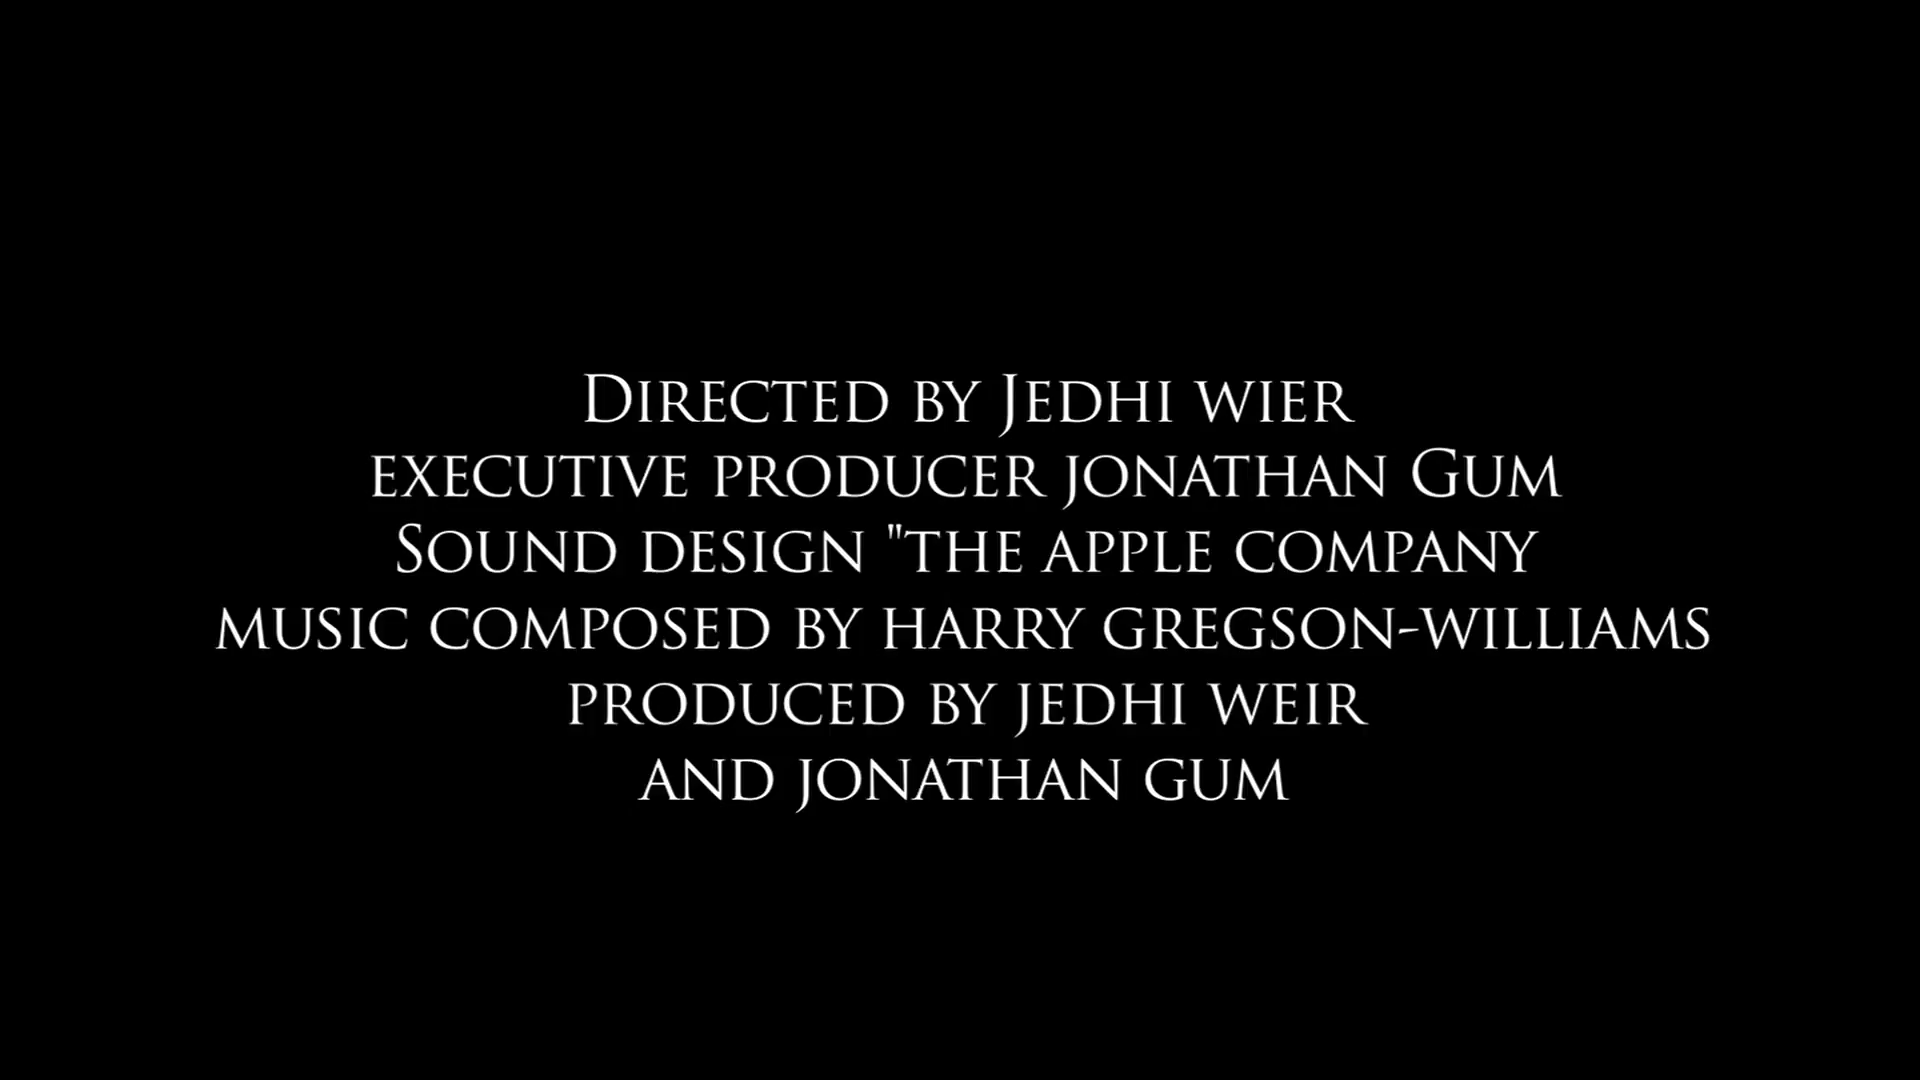 Directed by Jedhi wier
executive producer jonathan Gum
Sound design "the apple company
music composed by harry gregson-williams
produced by jedhi weir
and jonathan gum